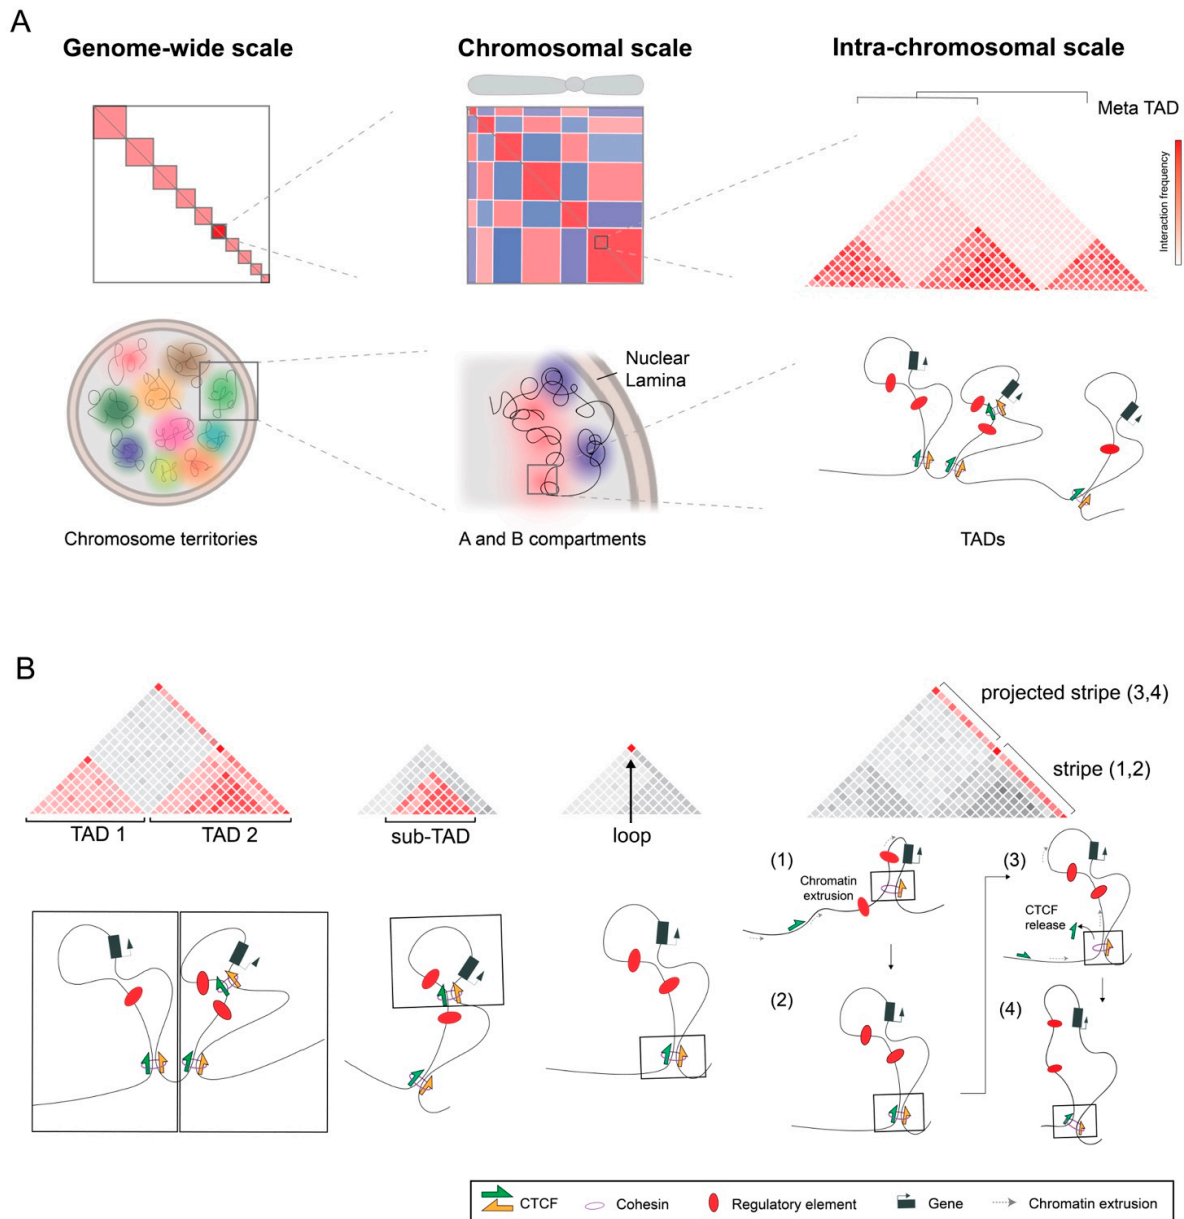 A
Genome-wide scale
Chromosomal scale
Intra-chromosomal scale
Meta TAD
Interaction frequency
Nuclear
Lamina
Chromosome territories
A and B compartments
TADs
B
projected stripe (3,4)
stripe (1,2)
TAD 1
TAD 2
sub-TAD
loop
(1)
Chromatin
extrusion
(2)
(3)
CTCF
release
(4)
CTCF
Cohesin
Regulatory element
Gene
Chromatin extrusion